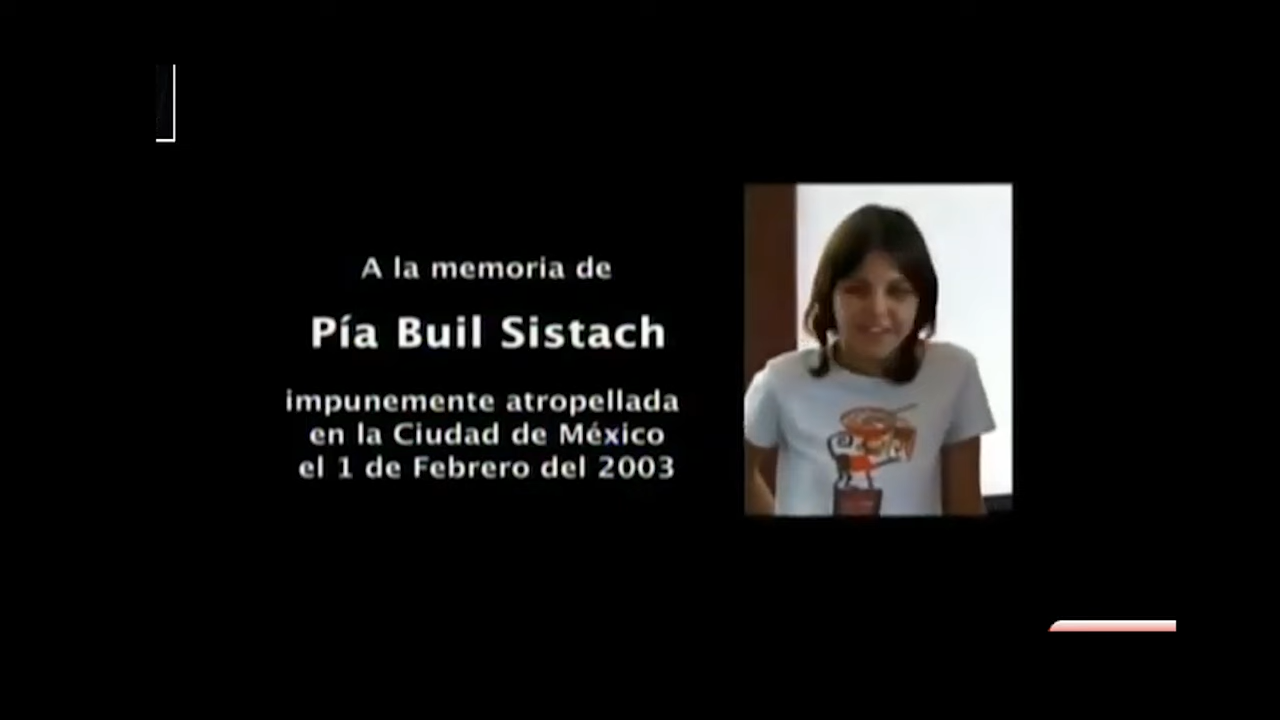 A la memoria de
Pía Buil Sistach
impunemente atropellada
en la Ciudad de México
el 1 de Febrero del 2003